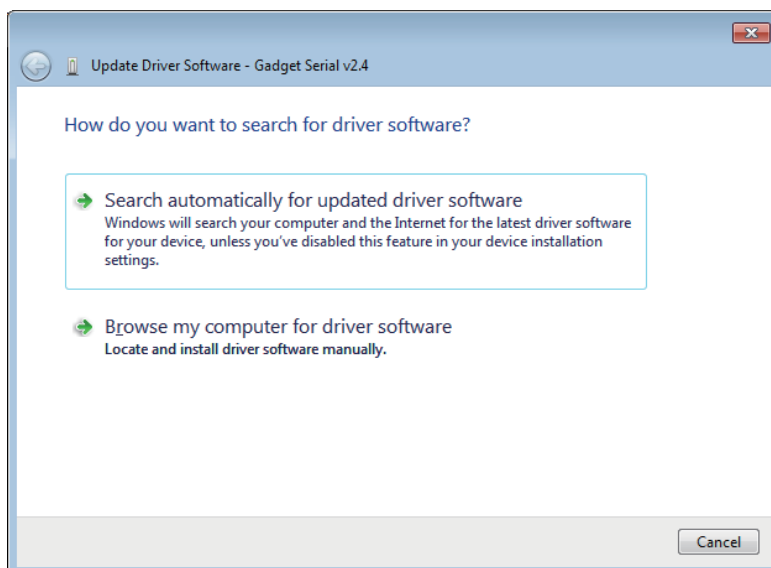 Update Driver Software - Gadget Serial v2.4
How do you want to search for driver software?
Search automatically for updated driver software
Windows will search your computer and the Internet for the latest driver software
for your device, unless you've disabled this feature in your device installation
settings.
Browse my computer for driver software
Locate and install driver software manually.
Cancel